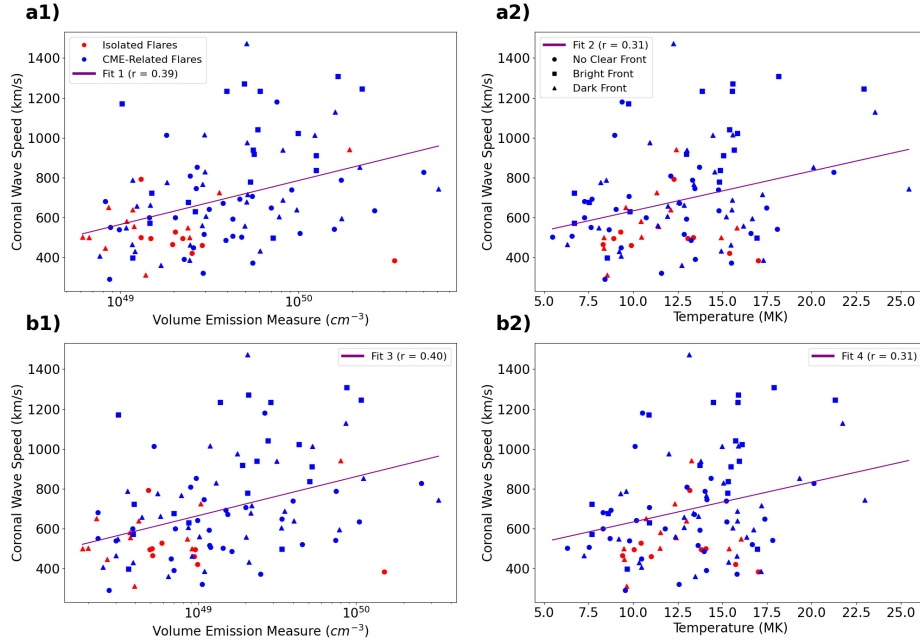 a1)
a2)
Isolated Flares
CME-Related Flares
Fit 1 (r = 0.39)
Fit 2 (r = 0.31)
No Clear Front
Bright Front
Dark Front
Coronal Wave Speed (km/s)
1400
1200
1000
800
600
400
10^49
10^50
Volume Emission Measure (cm^−3)
Coronal Wave Speed (km/s)
1400
1200
1000
800
600
400
5.0
7.5
10.0
12.5
15.0
17.5
20.0
22.5
25.0
Temperature (MK)
b1)
b2)
Fit 3 (r = 0.40)
Fit 4 (r = 0.31)
Coronal Wave Speed (km/s)
1400
1200
1000
800
600
400
10^49
10^50
Volume Emission Measure (cm^−3)
Coronal Wave Speed (km/s)
1400
1200
1000
800
600
400
5.0
7.5
10.0
12.5
15.0
17.5
20.0
22.5
25.0
Temperature (MK)